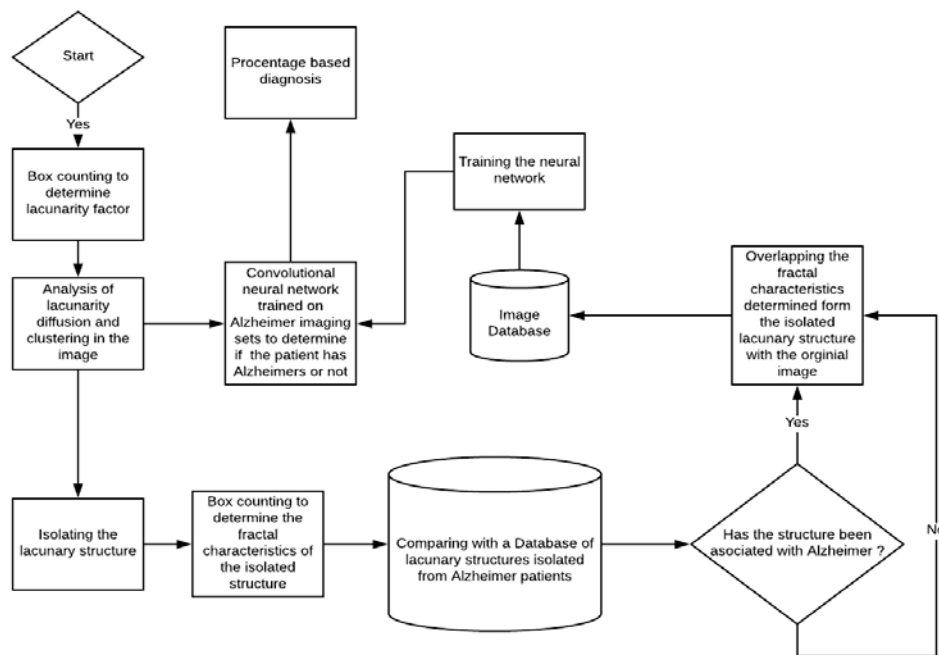 Start
Yes
Box counting to
determine
lacunarity factor
Analysis of
lacunarity
diffusion and
clustering in the
image
Isolating the
lacunary structure
Box counting to
determine the
fractal
characteristics of
the isolated
structure
Comparing with a Database of
lacunary structures isolated
from Alzheimer patients
Has the structure been
asociated with Alzheimer ?
Yes
No
Overlapping the
fractal
characteristics
determined form
the isolated
lacunary structure
with the orginial
image
Image
Database
Training the neural
network
Convolutional
neural network
trained on
Alzheimer imaging
sets to determine
if the patient has
Alzheimers or not
Procentage based
diagnosis